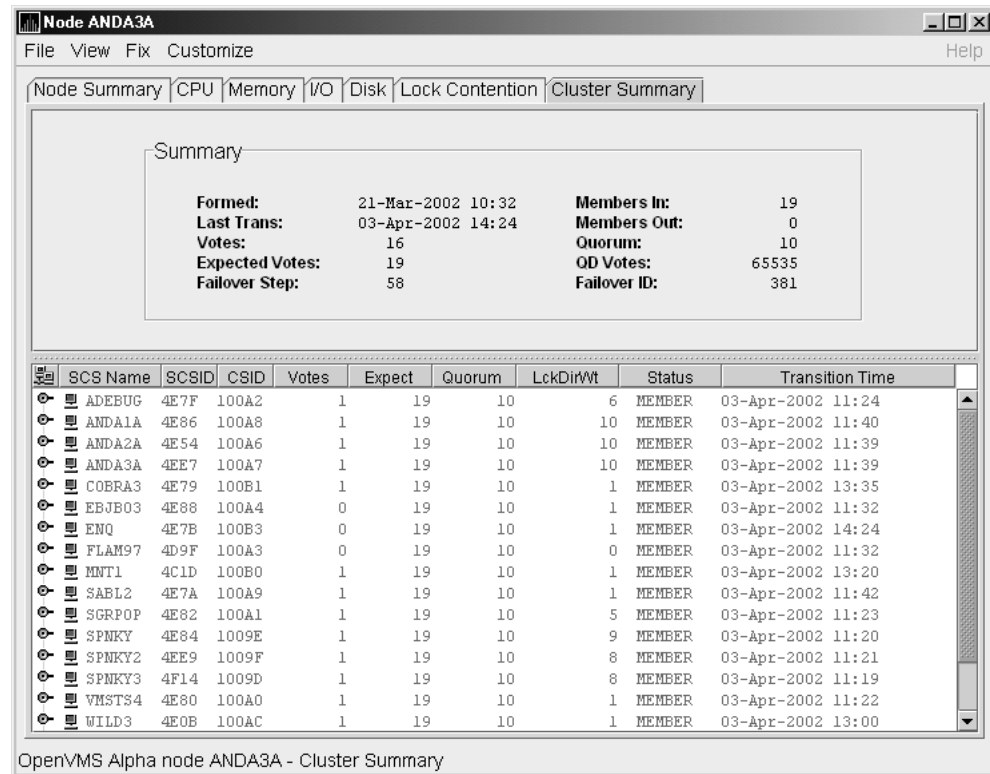 Node ANDA3A
File View Fix Customize Help
Node Summary CPU Memory I/O Disk Lock Contention Cluster Summary
Summary
Formed: 21-Mar-2002 10:32 Members In: 19
Last Trans: 03-Apr-2002 14:24 Members Out: 0
Votes: 16 Quorum: 10
Expected Votes: 19 QD Votes: 65535
Failover Step: 58 Failover ID: 381
SCS Name SCSID CSID Votes Expect Quorum LckDirWt Status Transition Time
ADEBUG 4E7F 100A2 1 19 10 6 MEMBER 03-Apr-2002 11:24
ANDA1A 4E86 100A8 1 19 10 10 MEMBER 03-Apr-2002 11:40
ANDA2A 4E54 100A6 1 19 10 10 MEMBER 03-Apr-2002 11:39
ANDA3A 4EE7 100A7 1 19 10 10 MEMBER 03-Apr-2002 11:39
COBRA3 4E79 100B1 1 19 10 1 MEMBER 03-Apr-2002 13:35
EBJB03 4E88 100A4 0 19 10 1 MEMBER 03-Apr-2002 11:32
ENQ 4E7B 100B3 0 19 10 1 MEMBER 03-Apr-2002 14:24
FLAM97 4D9F 100A3 0 19 10 0 MEMBER 03-Apr-2002 11:32
MNT1 4C1D 100B0 1 19 10 1 MEMBER 03-Apr-2002 13:20
SABL2 4E7A 100A9 1 19 10 1 MEMBER 03-Apr-2002 11:42
SGRPOP 4E82 100A1 1 19 10 5 MEMBER 03-Apr-2002 11:23
SPNKY 4E84 1009E 1 19 10 9 MEMBER 03-Apr-2002 11:20
SPNKY2 4EE9 1009F 1 19 10 8 MEMBER 03-Apr-2002 11:21
SPNKY3 4F14 1009D 1 19 10 8 MEMBER 03-Apr-2002 11:19
VMSTS4 4E80 100A0 1 19 10 1 MEMBER 03-Apr-2002 11:22
WILD3 4E0B 100AC 1 19 10 1 MEMBER 03-Apr-2002 13:00
OpenVMS Alpha node ANDA3A - Cluster Summary